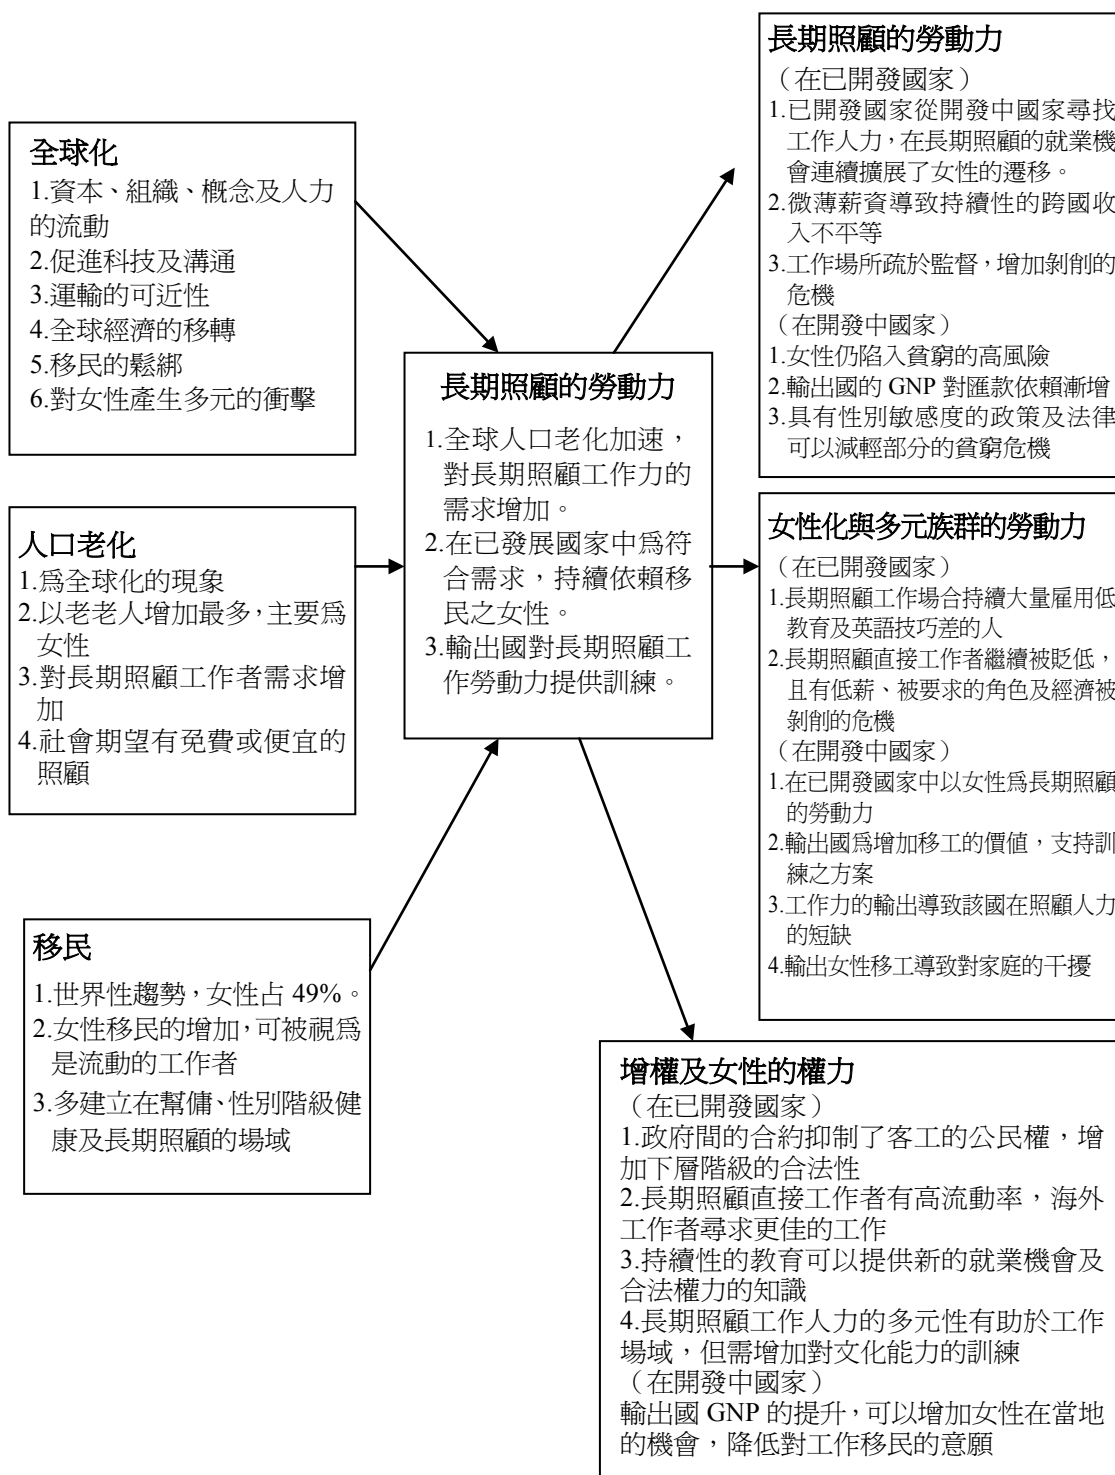 全球化
1.資本、組織、概念及人力
的流動
2.促進科技及溝通
3.運輸的可近性
4.全球經濟的移轉
5.移民的鬆綁
6.對女性產生多元的衝擊
人口老化
1.為全球化的現象
2.以老老人增加最多，主要為
女性
3.對長期照顧工作者需求增
加
4.社會期望有免費或便宜的
照顧
移民
1.世界性趨勢，女性占 49%。
2.女性移民的增加，可被視為
是流動的工作者
3.多建立在幫傭、性別階級健
康及長期照顧的場域
長期照顧的勞動力
1.全球人口老化加速，
對長期照顧工作力的
需求增加。
2.在已發展國家中為符
合需求，持續依賴移
民之女性。
3.輸出國對長期照顧工
作勞動力提供訓練。
長期照顧的勞動力
（在已開發國家）
1.已開發國家從開發中國家尋找
工作人力，在長期照顧的就業機
會連續擴展了女性的遷移。
2.微薄薪資導致持續性的跨國收
入不平等
3.工作場所疏於監督，增加剝削的
危機
（在開發中國家）
1.女性仍陷入貧窮的高風險
2.輸出國的 GNP 對匯款依賴漸增
3.具有性別敏感度的政策及法律
可以減輕部分的貧窮危機
女性化與多元族群的勞動力
（在已開發國家）
1.長期照顧工作場合持續大量雇用低
教育及英語技巧差的人
2.長期照顧直接工作者繼續被貶低，
且有低薪、被要求的角色及經濟被
剝削的危機
（在開發中國家）
1.在已開發國家中以女性為長期照顧
的勞動力
2.輸出國為增加移工的價值，支持訓
練之方案
3.工作力的輸出導致該國在照顧人力
的短缺
4.輸出女性移工導致對家庭的干擾
增權及女性的權力
（在已開發國家）
1.政府間的合約抑制了客工的公民權，增
加下層階級的合法性
2.長期照顧直接工作者有高流動率，海外
工作者尋求更佳的工作
3.持續性的教育可以提供新的就業機會及
合法權力的知識
4.長期照顧工作人力的多元性有助於工作
場域，但需增加對文化能力的訓練
（在開發中國家）
輸出國 GNP 的提升，可以增加女性在當地
的機會，降低對工作移民的意願